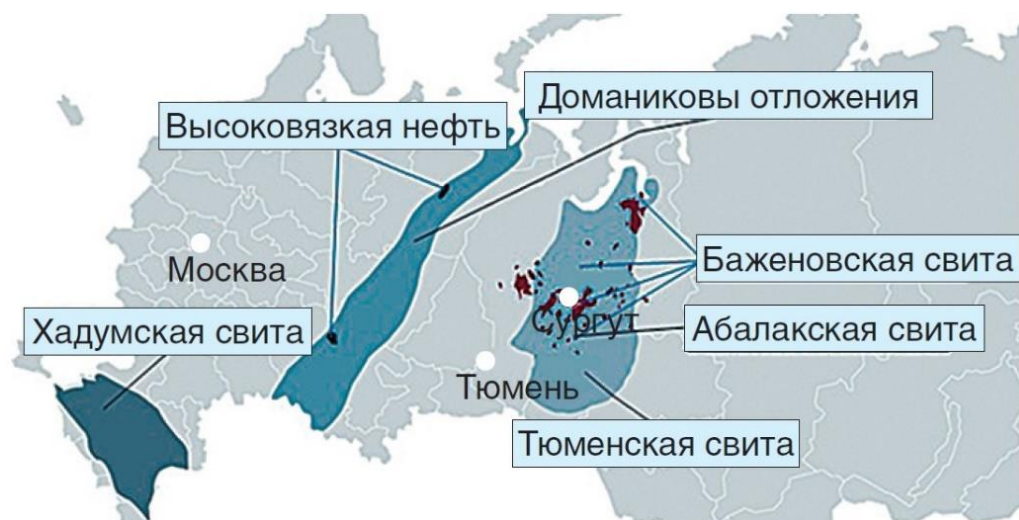 Доманиковы отложения
Высоковязкая нефть
Москва
Баженовская свита
Хадумская свита
Сургут
Абалакская свита
Тюмень
Тюменская свита